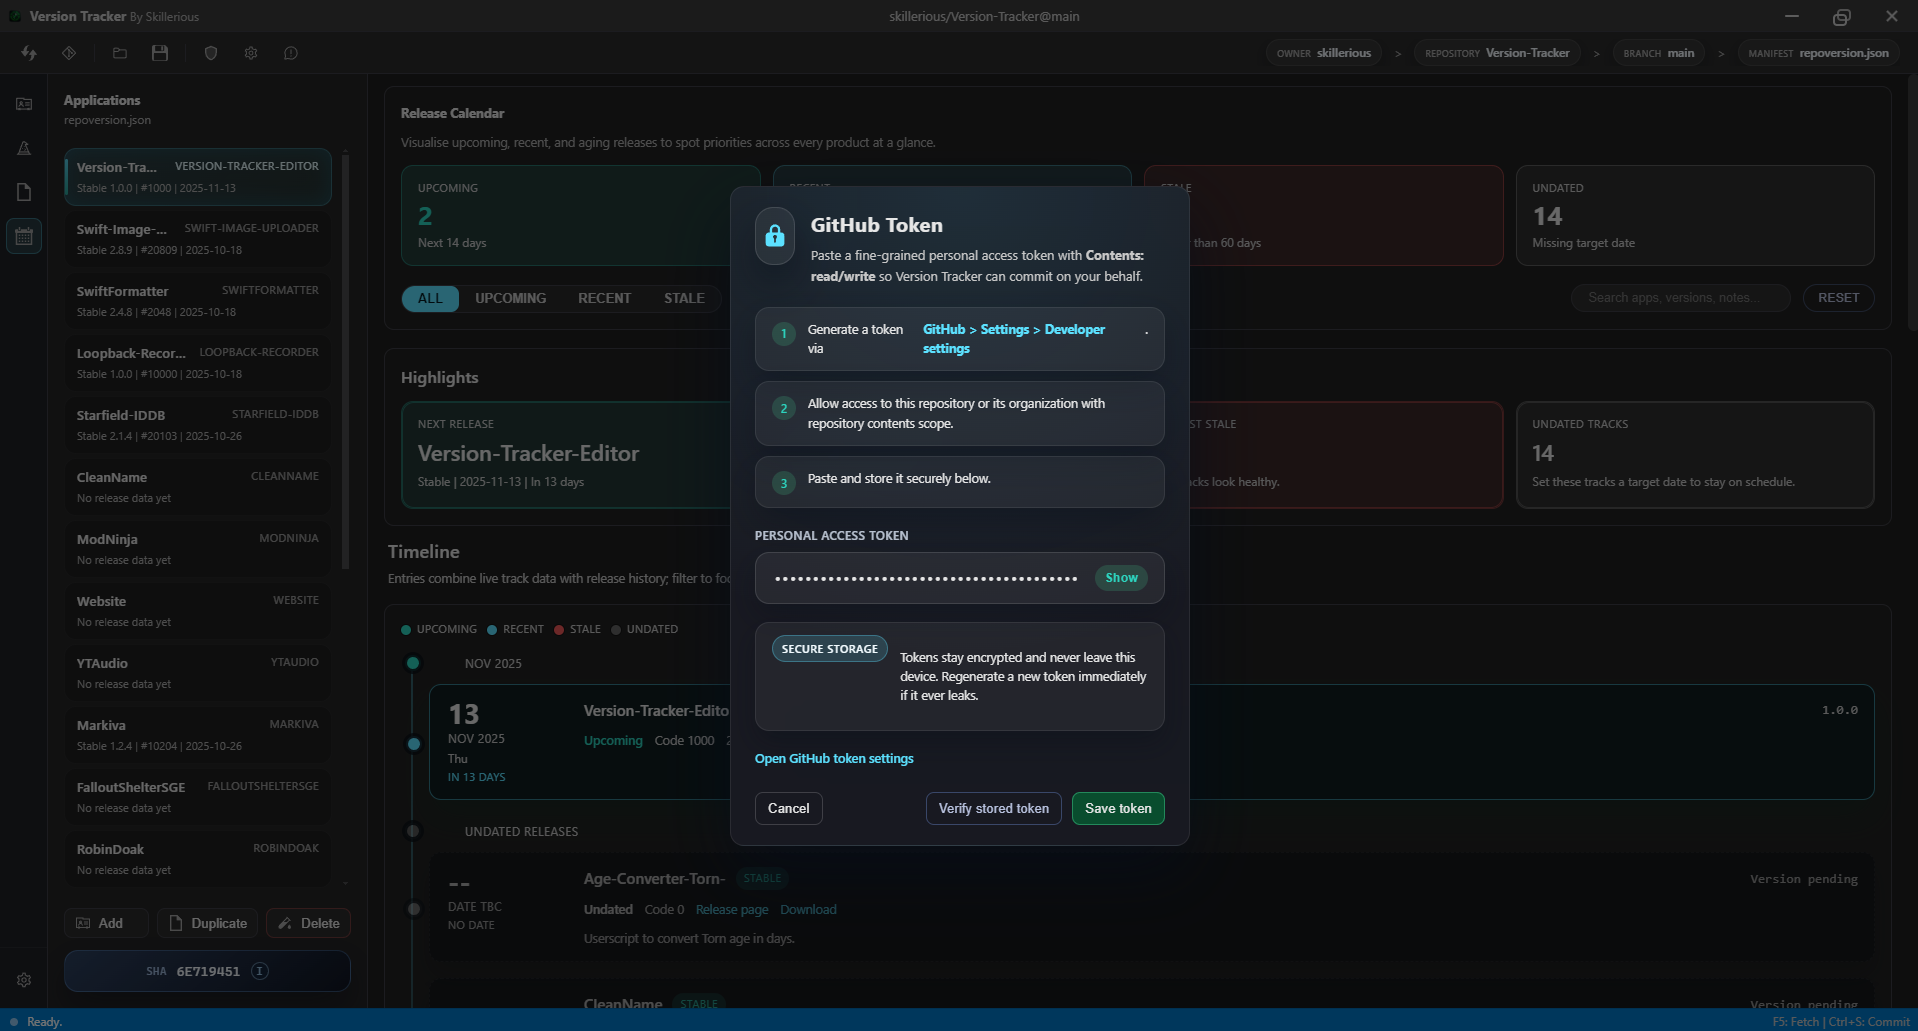 Version Tracker By Skillerious
skillerious/Version-Tracker@main
OWNER skillerious > REPOSITORY Version-Tracker > BRANCH main > MANIFEST repoversion.json
Applications
repoversion.json
Version-Tra... VERSION-TRACKER-EDITOR
Stable 1.0.0 | #1000 | 2025-11-13
Swift-Image-... SWIFT-IMAGE-UPLOADER
Stable 2.8.9 | #20809 | 2025-10-18
SwiftFormatter SWIFTFORMATTER
Stable 2.4.8 | #2048 | 2025-10-18
Loopback-Recor... LOOPBACK-RECORDER
Stable 1.0.0 | #10000 | 2025-10-18
Starfield-IDDB STARFIELD-IDDB
Stable 2.1.4 | #20103 | 2025-10-26
CleanName CLEANNAME
No release data yet
ModNinja MODNINJA
No release data yet
Website WEBSITE
No release data yet
YTAudio YTAUDIO
No release data yet
Markiva MARKIVA
Stable 1.2.4 | #10204 | 2025-10-26
FalloutShelterSGE FALLOUTSHELTERSGE
No release data yet
RobinDoak ROBINDOAK
No release data yet
Add Duplicate Delete
SHA 6E719451 I
Release Calendar
Visualise upcoming, recent, and aging releases to spot priorities across every product at a glance.
UPCOMING
2
Next 14 days
RECENT
STALE
than 60 days
UNDATED
14
Missing target date
ALL UPCOMING RECENT STALE
Search apps, versions, notes... RESET
Highlights
NEXT RELEASE
Version-Tracker-Editor
Stable | 2025-11-13 | In 13 days
ST STALE
cks look healthy.
UNDATED TRACKS
14
Set these tracks a target date to stay on schedule.
Timeline
Entries combine live track data with release history; filter to foc
UPCOMING RECENT STALE UNDATED
NOV 2025
13
NOV 2025
Thu
IN 13 DAYS
Version-Tracker-Edito
1.0.0
Upcoming Code 1000 2
UNDATED RELEASES
--
DATE TBC
NO DATE
Age-Converter-Torn- STABLE
Version pending
Undated Code 0 Release page Download
Userscript to convert Torn age in days.
CleanName STABLE
Version pending
GitHub Token
Paste a fine-grained personal access token with Contents:
read/write so Version Tracker can commit on your behalf.
1 Generate a token via GitHub > Settings > Developer settings .
2 Allow access to this repository or its organization with
repository contents scope.
3 Paste and store it securely below.
PERSONAL ACCESS TOKEN
•••••••••••••••••••••••••••••••••••••••• Show
SECURE STORAGE
Tokens stay encrypted and never leave this
device. Regenerate a new token immediately
if it ever leaks.
Open GitHub token settings
Cancel Verify stored token Save token
Ready.
F5: Fetch | Ctrl+S: Commit